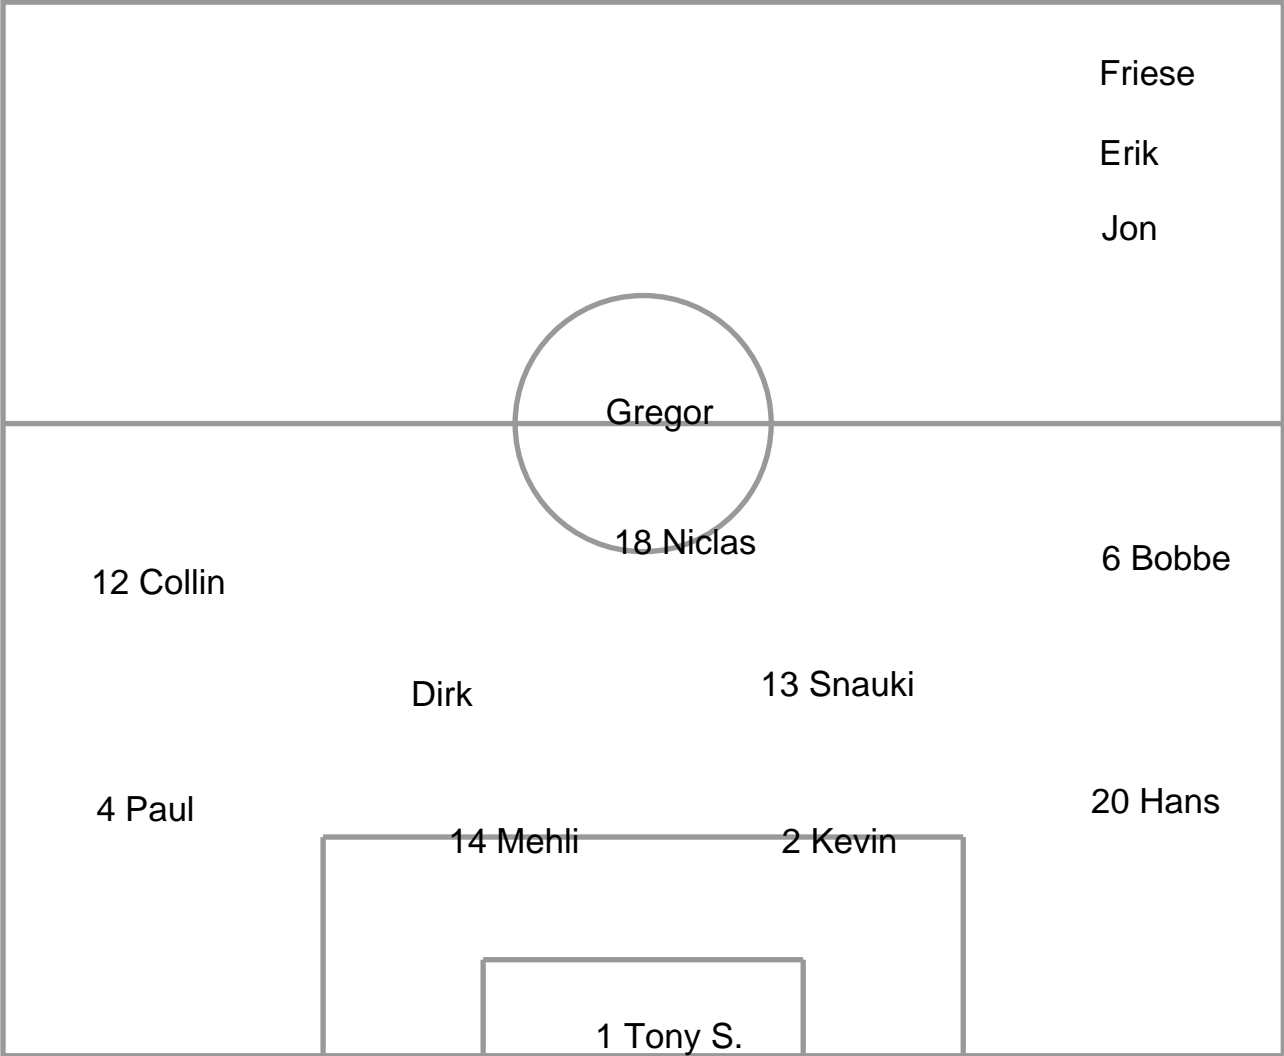 Friese
Erik
Jon
Gregor
18 Niclas
6 Bobbe
12 Collin
13 Snauki
Dirk
20 Hans
4 Paul
14 Mehli
2 Kevin
1 Tony S.